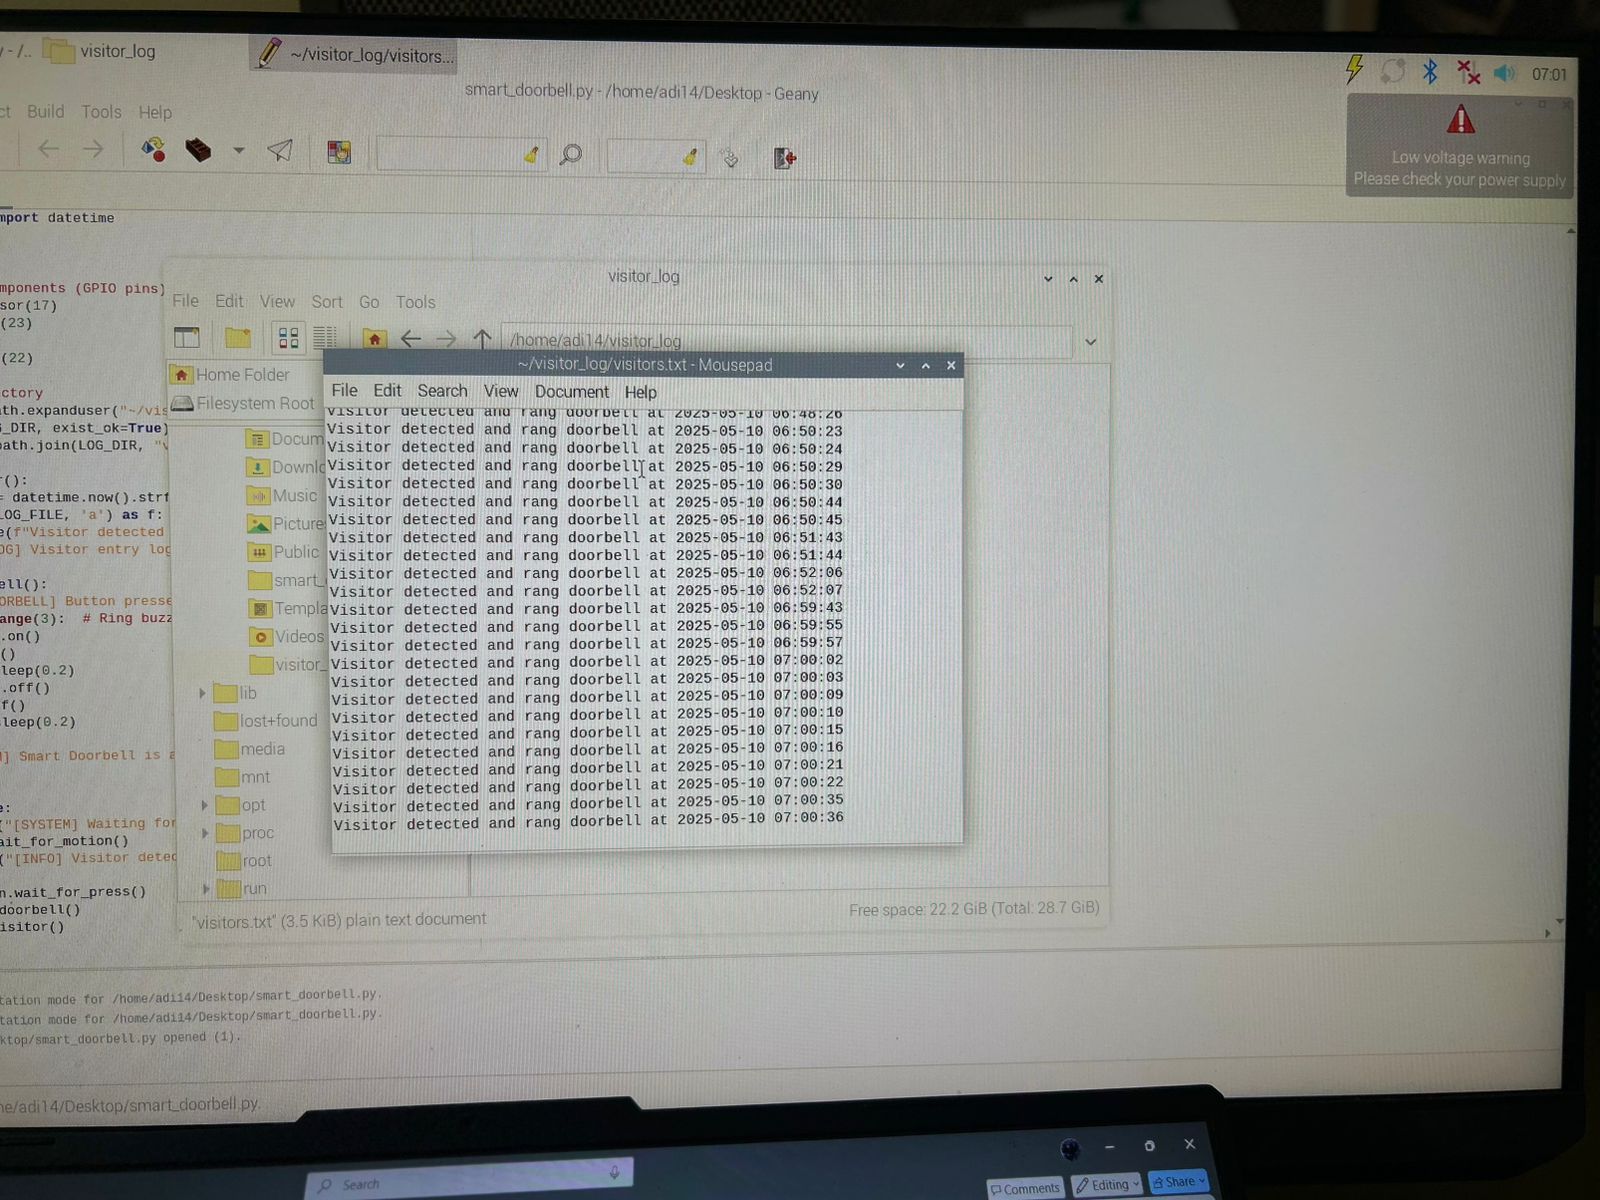 visitor_log
~/visitor_log/visitors...
07:01
smart_doorbell.py - /home/adi14/Desktop - Geany
Build Tools Help
Low voltage warning
Please check your power supply
import datetime
mponents (GPIO pins)
sor(17)
(23)
(22)
ctory
ath.expanduser("~/vis
G_DIR, exist_ok=True)
path.join(LOG_DIR, "v
r():
= datetime.now().strf
LOG_FILE, 'a') as f:
e(f"Visitor detected
OG] Visitor entry log
ell():
ORBELL] Button presse
ange(3): # Ring buzz
.on()
()
leep(0.2)
.off()
f()
leep(0.2)
] Smart Doorbell is a
e:
("[SYSTEM] Waiting for
ait_for_motion()
("[INFO] Visitor detec
n.wait_for_press()
doorbell()
isitor()
visitor_log
File Edit View Sort Go Tools
/home/adi14/visitor_log
Home Folder
Filesystem Root
Docum
Downlo
Music
Picture
Public
smart_
Templa
Videos
visitor_
lib
lost+found
media
mnt
opt
proc
root
run
"visitors.txt" (3.5 KiB) plain text document
Free space: 22.2 GiB (Total: 28.7 GiB)
~/visitor_log/visitors.txt - Mousepad
File Edit Search View Document Help
Visitor detected and rang doorbell at 2025-05-10 06:48:26
Visitor detected and rang doorbell at 2025-05-10 06:50:23
Visitor detected and rang doorbell at 2025-05-10 06:50:24
Visitor detected and rang doorbell at 2025-05-10 06:50:29
Visitor detected and rang doorbell at 2025-05-10 06:50:30
Visitor detected and rang doorbell at 2025-05-10 06:50:44
Visitor detected and rang doorbell at 2025-05-10 06:50:45
Visitor detected and rang doorbell at 2025-05-10 06:51:43
Visitor detected and rang doorbell at 2025-05-10 06:51:44
Visitor detected and rang doorbell at 2025-05-10 06:52:06
Visitor detected and rang doorbell at 2025-05-10 06:52:07
Visitor detected and rang doorbell at 2025-05-10 06:59:43
Visitor detected and rang doorbell at 2025-05-10 06:59:55
Visitor detected and rang doorbell at 2025-05-10 06:59:57
Visitor detected and rang doorbell at 2025-05-10 07:00:02
Visitor detected and rang doorbell at 2025-05-10 07:00:03
Visitor detected and rang doorbell at 2025-05-10 07:00:09
Visitor detected and rang doorbell at 2025-05-10 07:00:10
Visitor detected and rang doorbell at 2025-05-10 07:00:15
Visitor detected and rang doorbell at 2025-05-10 07:00:16
Visitor detected and rang doorbell at 2025-05-10 07:00:21
Visitor detected and rang doorbell at 2025-05-10 07:00:22
Visitor detected and rang doorbell at 2025-05-10 07:00:35
Visitor detected and rang doorbell at 2025-05-10 07:00:36
tation mode for /home/adi14/Desktop/smart_doorbell.py.
tation mode for /home/adi14/Desktop/smart_doorbell.py.
ktop/smart_doorbell.py opened (1).
me/adi14/Desktop/smart_doorbell.py.
Search
Comments Editing Share